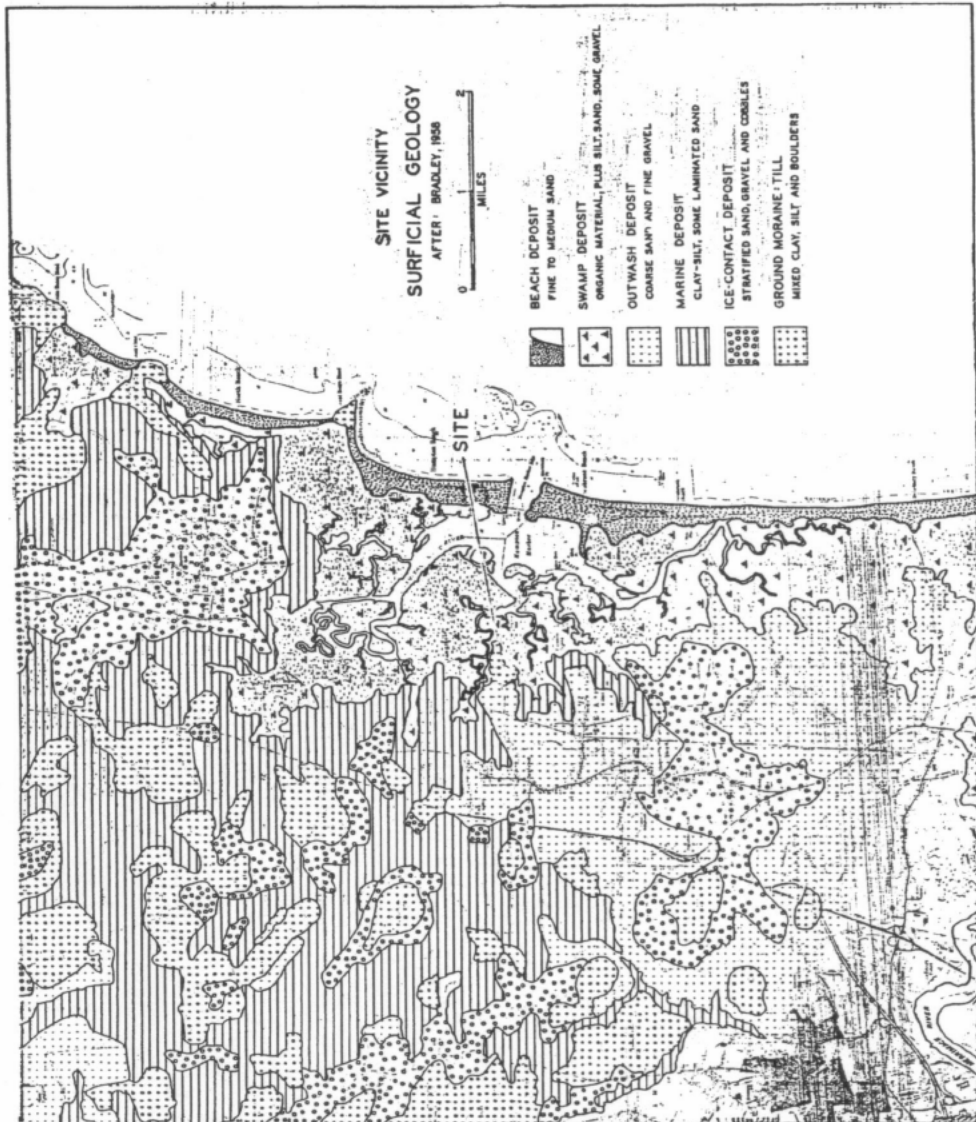 SITE VICINITY
SURFICIAL GEOLOGY
AFTER: BRADLEY, 1958
0 1 2
MILES
BEACH DEPOSIT
FINE TO MEDIUM SAND
SWAMP DEPOSIT
ORGANIC MATERIAL, PLUS SILT, SAND, SOME GRAVEL
OUTWASH DEPOSIT
COARSE SAND AND FINE GRAVEL
MARINE DEPOSIT
CLAY-SILT, SOME LAMINATED SAND
ICE-CONTACT DEPOSIT
STRATIFIED SAND, GRAVEL AND COBBLES
GROUND MORAINE: TILL
MIXED CLAY, SILT AND BOULDERS
SITE
RIVER